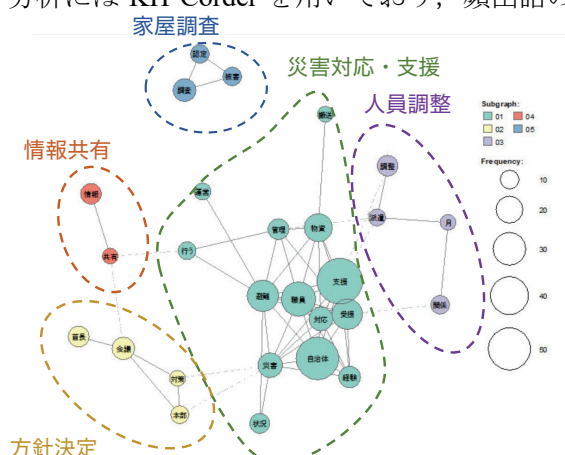 分析には KH Corder を用いており，頻出語の
家屋調査
認定
被害
調査
災害対応・支援
搬送
人員調整
調整
派遣
月
関係
Subgraph:
01
04
02
05
03
Frequency:
10
20
30
40
50
情報共有
情報
共有
運営
行う
管理
物資
支援
避難
職員
対応
受援
自治体
災害
経験
状況
首長
会議
対策
本部
方針決定